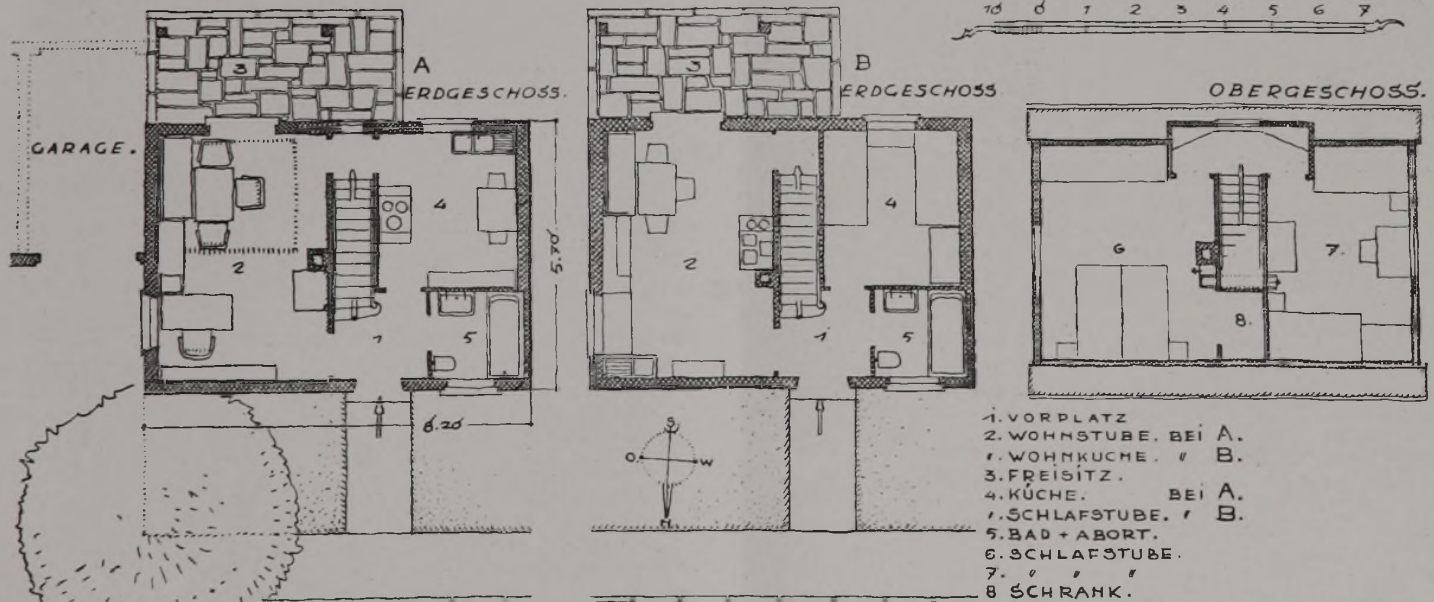 10 0 1 2 3 4 5 6 7
A
ERDGESCHOSS.
B
ERDGESCHOSS
OBERGESCHOSS.
GARAGE.
3
2
4
1
5
5.70
8.20
3
2
4
1
5
6
7.
8.
S
O
W
N
1. VORPLATZ
2. WOHNSTUBE. BEI A.
〃. WOHNKÜCHE. 〃 B.
3. FREISITZ.
4. KÜCHE. BEI A.
〃. SCHLAFSTUBE. 〃 B.
5. BAD + ABORT.
6. SCHLAFSTUBE.
7. 〃 〃 〃
8 SCHRANK.